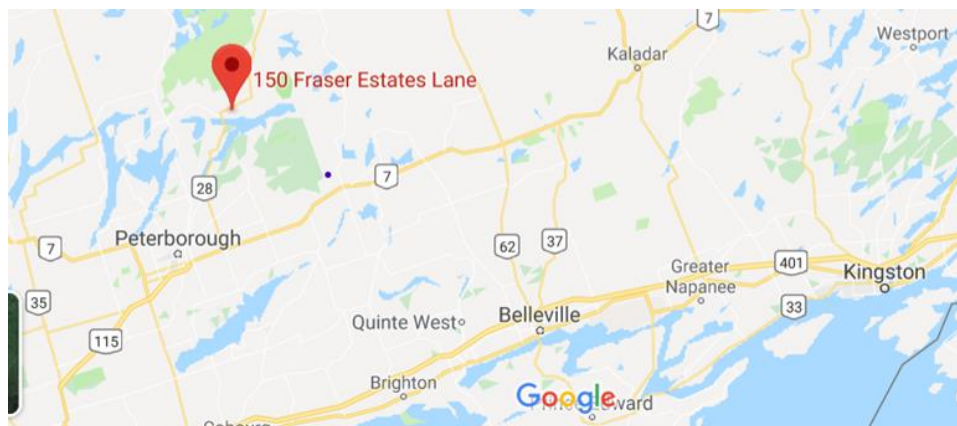 7
Westport
Kaladar
150 Fraser Estates Lane
7
28
Peterborough
7
62
37
Greater
Napanee
401
Kingston
35
33
115
Quinte West
Belleville
Brighton
Google